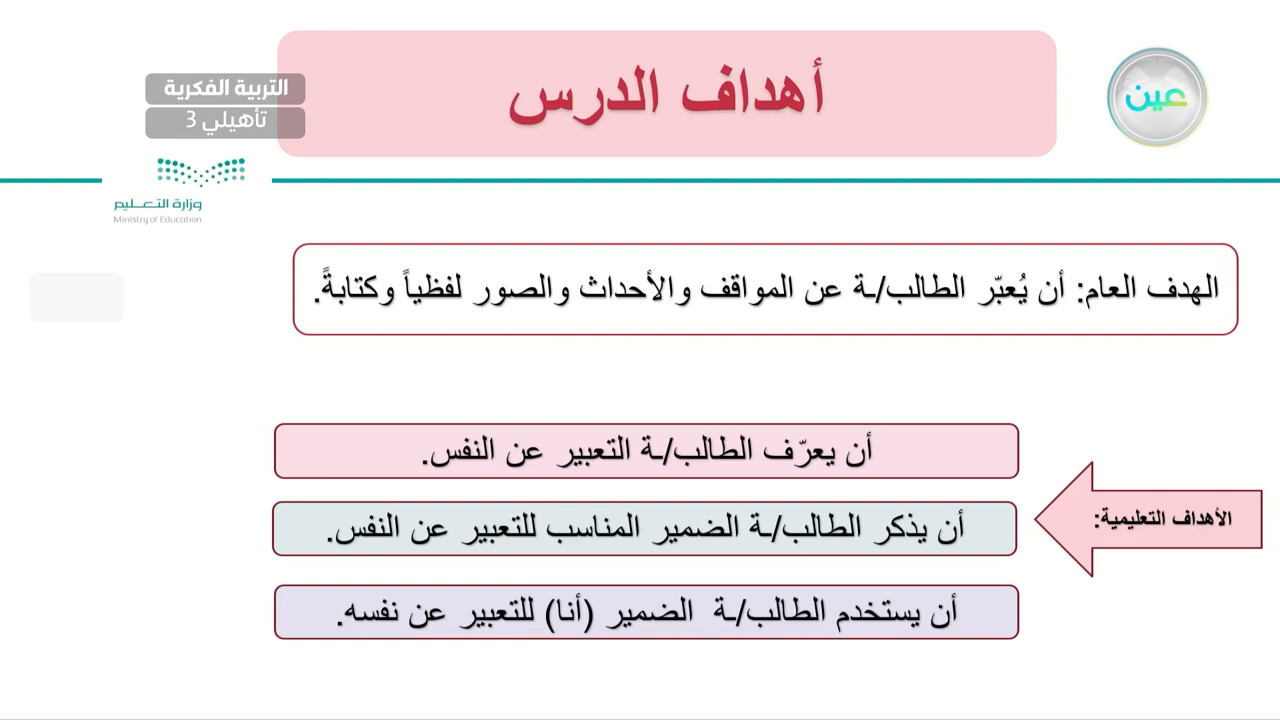 عين
أهداف الدرس
التربية الفكرية
تأهيلي 3
وزارة التعـــليم
Ministry of Education
الهدف العام: أن يُعبّر الطالب/ـة عن المواقف والأحداث والصور لفظياً وكتابةً.
الأهداف التعليمية:
أن يعرّف الطالب/ـة التعبير عن النفس.
أن يذكر الطالب/ـة الضمير المناسب للتعبير عن النفس.
أن يستخدم الطالب/ـة الضمير (أنا) للتعبير عن نفسه.